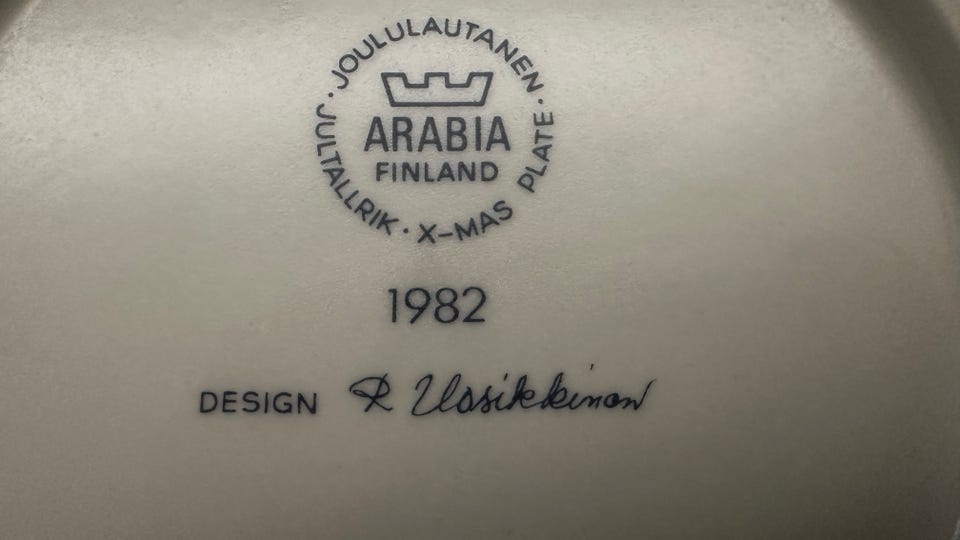 JOULULAUTANEN · X-MAS PLATE · JULTALLRIK ·
ARABIA
FINLAND
1982
DESIGN R Uosikkinen